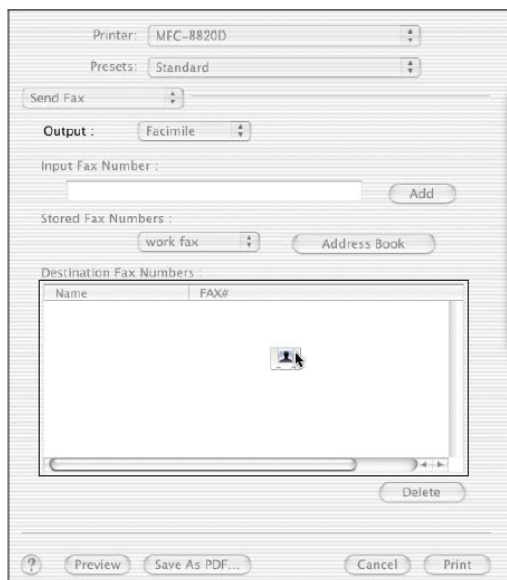 Printer: MFC-8820D
Presets: Standard
Send Fax
Output : Facimile
Input Fax Number :
Add
Stored Fax Numbers :
work fax Address Book
Destination Fax Numbers :
Name FAX#
Delete
? Preview Save As PDF... Cancel Print